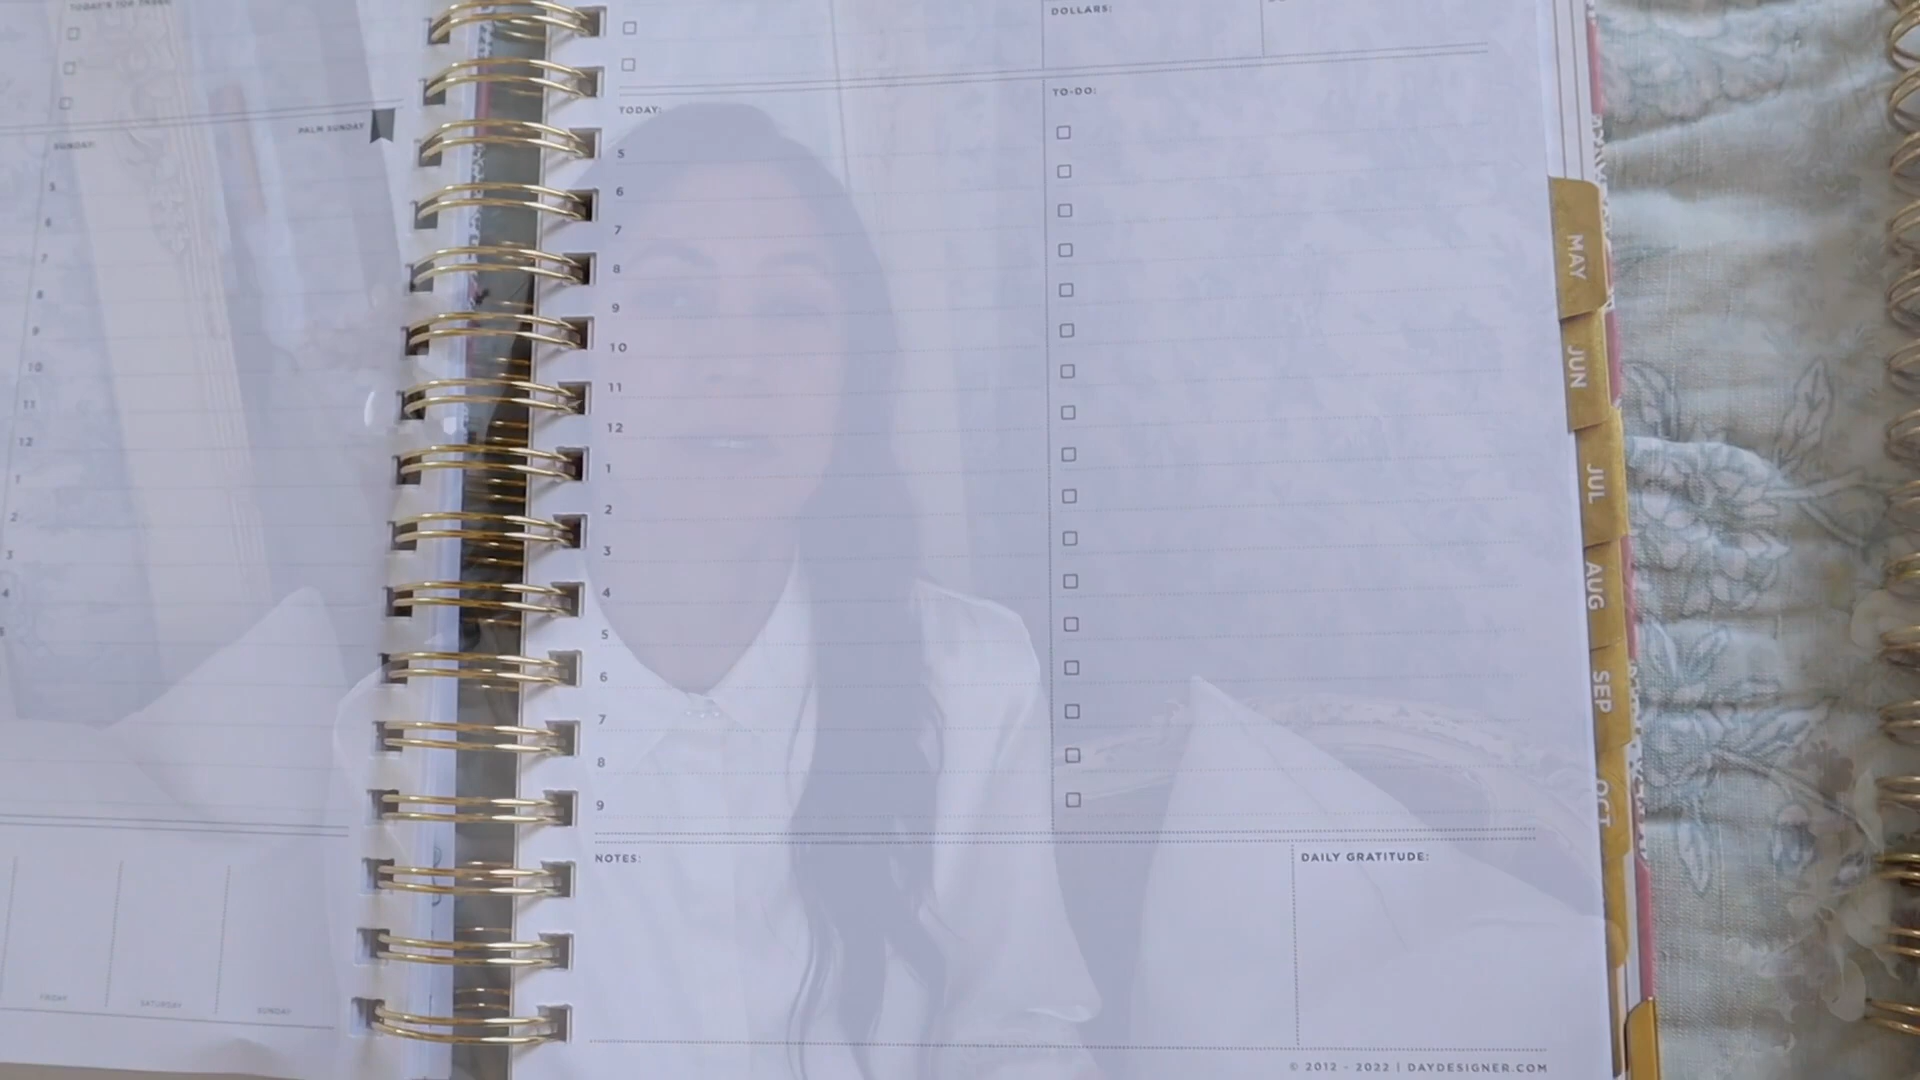 TODAY'S TOP THREE
PALM SUNDAY
SUNDAY:
5
6
7
8
9
10
11
12
1
2
3
4
5
FRIDAY
SATURDAY
SUNDAY
DOLLARS:
TODAY:
5
6
7
8
9
10
11
12
1
2
3
4
5
6
7
8
9
TO-DO:
NOTES:
DAILY GRATITUDE:
© 2012 - 2022 | DAYDESIGNER.COM
MAY
JUN
JUL
AUG
SEP
OCT